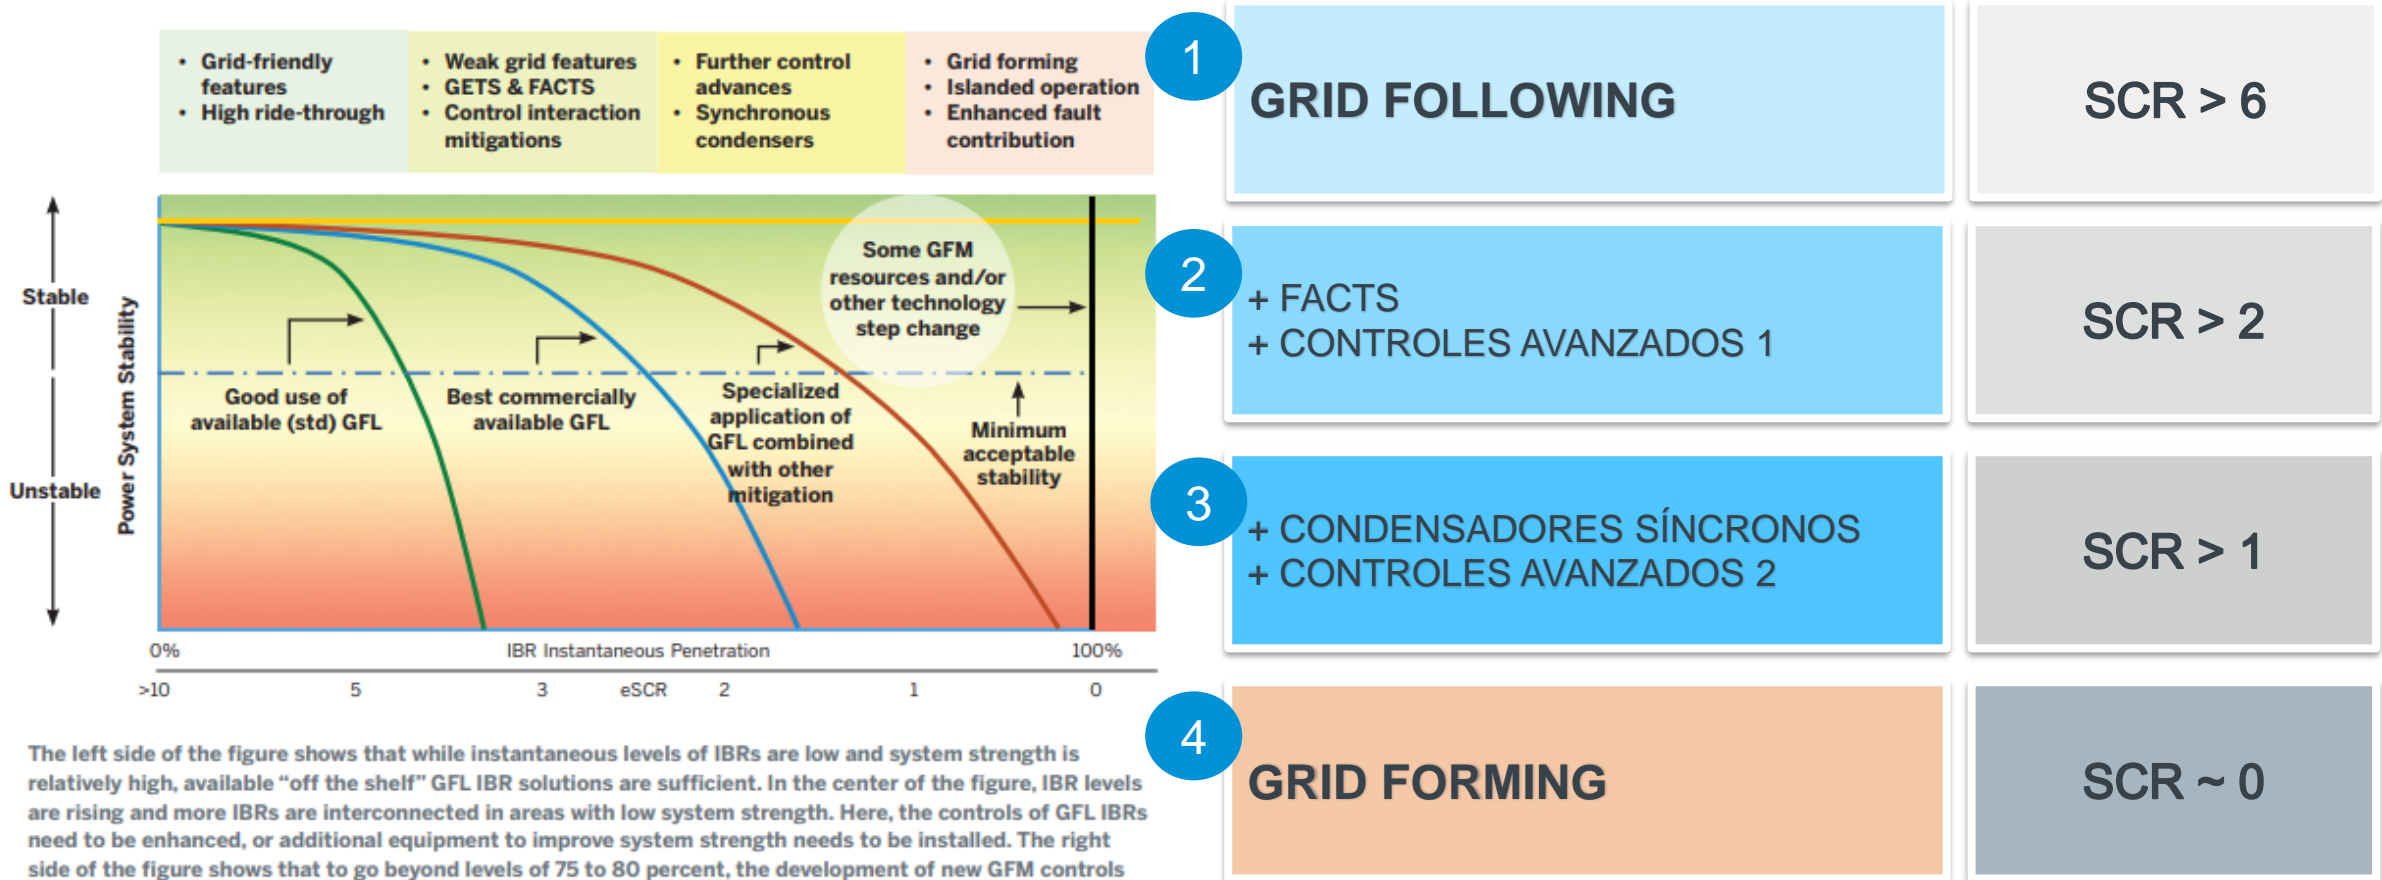 • Grid-friendly
features
• High ride-through
• Weak grid features
• GETS & FACTS
• Control interaction
mitigations
• Further control
advances
• Synchronous
condensers
• Grid forming
• Islanded operation
• Enhanced fault
contribution
Stable
Unstable
Power System Stability
Some GFM
resources and/or
other technology
step change
Good use of
available (std) GFL
Best commercially
available GFL
Specialized
application of
GFL combined
with other
mitigation
Minimum
acceptable
stability
0%
IBR Instantaneous Penetration
100%
>10
5
3
eSCR
2
1
0
The left side of the figure shows that while instantaneous levels of IBRs are low and system strength is
relatively high, available “off the shelf” GFL IBR solutions are sufficient. In the center of the figure, IBR levels
are rising and more IBRs are interconnected in areas with low system strength. Here, the controls of GFL IBRs
need to be enhanced, or additional equipment to improve system strength needs to be installed. The right
side of the figure shows that to go beyond levels of 75 to 80 percent, the development of new GFM controls
1
GRID FOLLOWING
SCR > 6
2
+ FACTS
+ CONTROLES AVANZADOS 1
SCR > 2
3
+ CONDENSADORES SÍNCRONOS
+ CONTROLES AVANZADOS 2
SCR > 1
4
GRID FORMING
SCR ~ 0